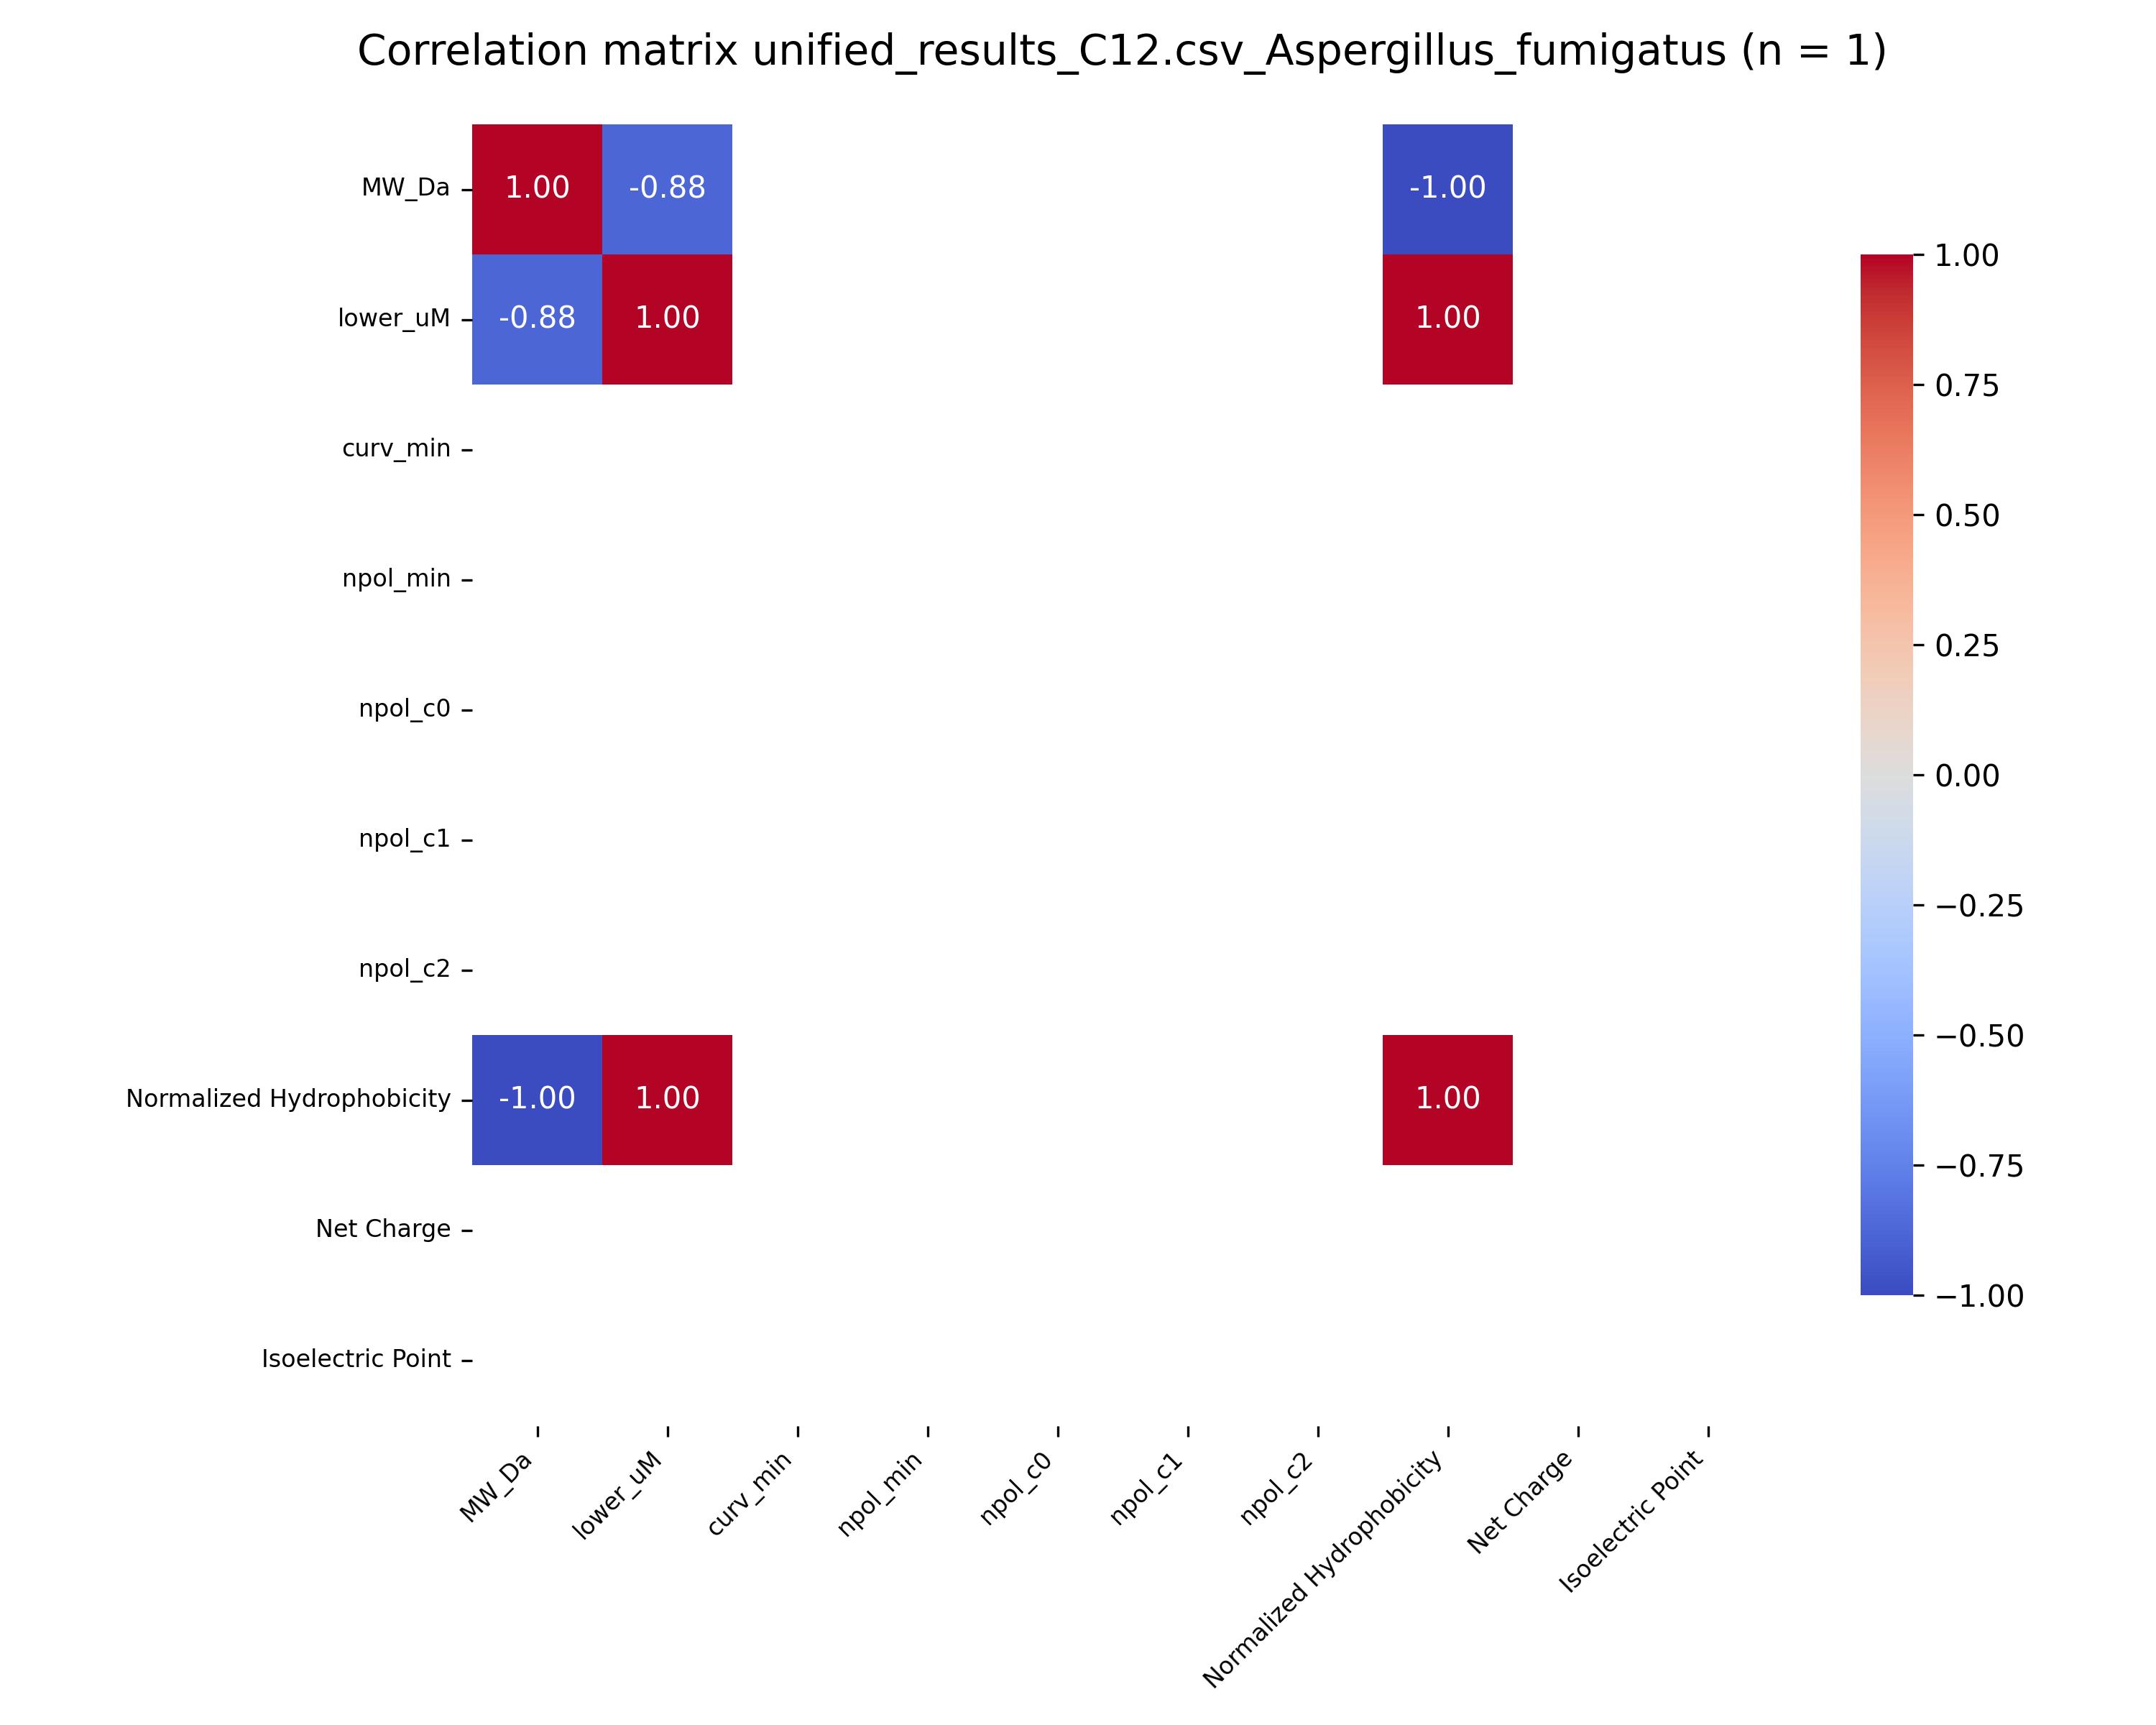 Correlation matrix unified_results_C12.csv_Aspergillus_fumigatus (n = 1)
MW_Da 1.00 -0.88 -1.00
lower_uM -0.88 1.00 1.00
curv_min
npol_min
npol_c0
npol_c1
npol_c2
Normalized Hydrophobicity -1.00 1.00 1.00
Net Charge
Isoelectric Point
MW_Da
lower_uM
curv_min
npol_min
npol_c0
npol_c1
npol_c2
Normalized Hydrophobicity
Net Charge
Isoelectric Point
1.00
0.75
0.50
0.25
0.00
−0.25
−0.50
−0.75
−1.00